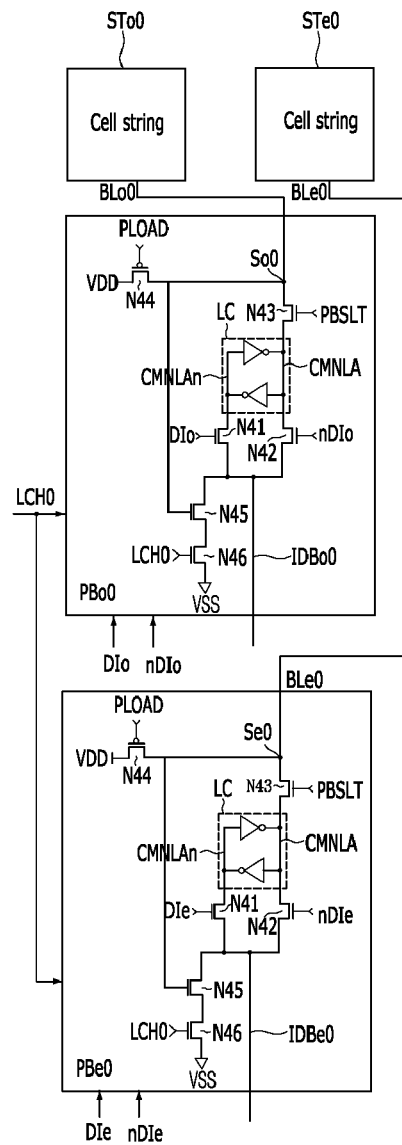 STo0 STe0
Cell string Cell string
BLo0 BLe0
PLOAD
So0
VDD
N44
N43 PBSLT
LC
CMNLAn CMNLA
DIo N41
N42 nDIo
LCH0
N45
LCH0 N46 IDBo0
VSS
PBo0
DIo nDIo
BLe0
PLOAD
Se0
VDD
N44
N43 PBSLT
LC
CMNLAn CMNLA
DIe N41
N42 nDIe
N45
LCH0 N46 IDBe0
VSS
PBe0
DIe nDIe